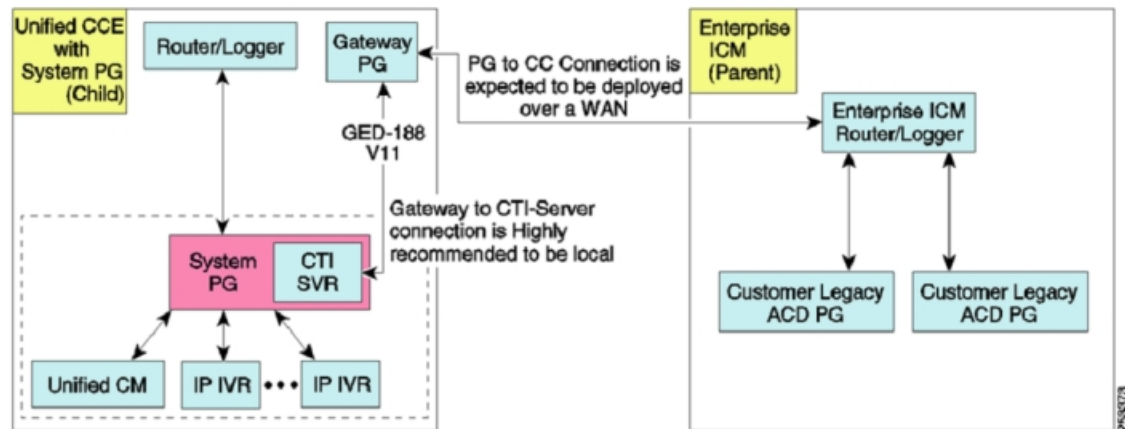 Unified CCE
with
System PG
(Child)
Router/Logger
Gateway
PG
PG to CC Connection is
expected to be deployed
over a WAN
Enterprise
ICM
(Parent)
Enterprise ICM
Router/Logger
GED-188
V11
Gateway to CTI-Server
connection is Highly
recommended to be local
System
PG
CTI
SVR
Customer Legacy
ACD PG
Customer Legacy
ACD PG
Unified CM
IP IVR
IP IVR